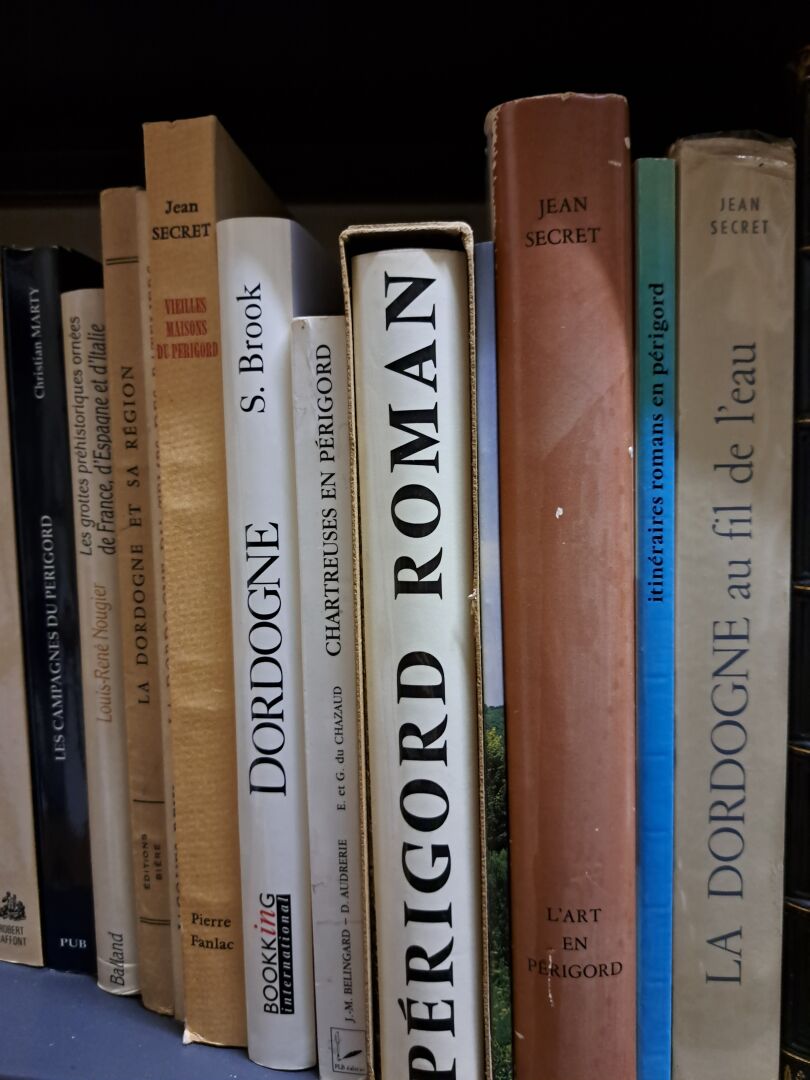 ROBERT
Christian MARTY
LES CAMPAGNES DU PERIGORD
PUB
Les grottes préhistoriques ornées
de France, d'Espagne et d'Italie
Louis-René Nougier
Balland
LA DORDOGNE ET SA RÉGION
ÉDITIONS
BIÈRE
Jean
SECRET
VIEILLES
MAISONS
DU PERIGORD
Pierre
Fanlac
S. Brook
DORDOGNE
BOOKKING
international
CHARTREUSES EN PÉRIGORD
J.-M. BELINGARD – D. AUDRERIE E. et G. du CHAZAUD
PÉRIGORD ROMAN
JEAN
SECRET
L'ART
EN
PÉRIGORD
itinéraires romans en périgord
JEAN
SECRET
LA DORDOGNE au fil de l'eau